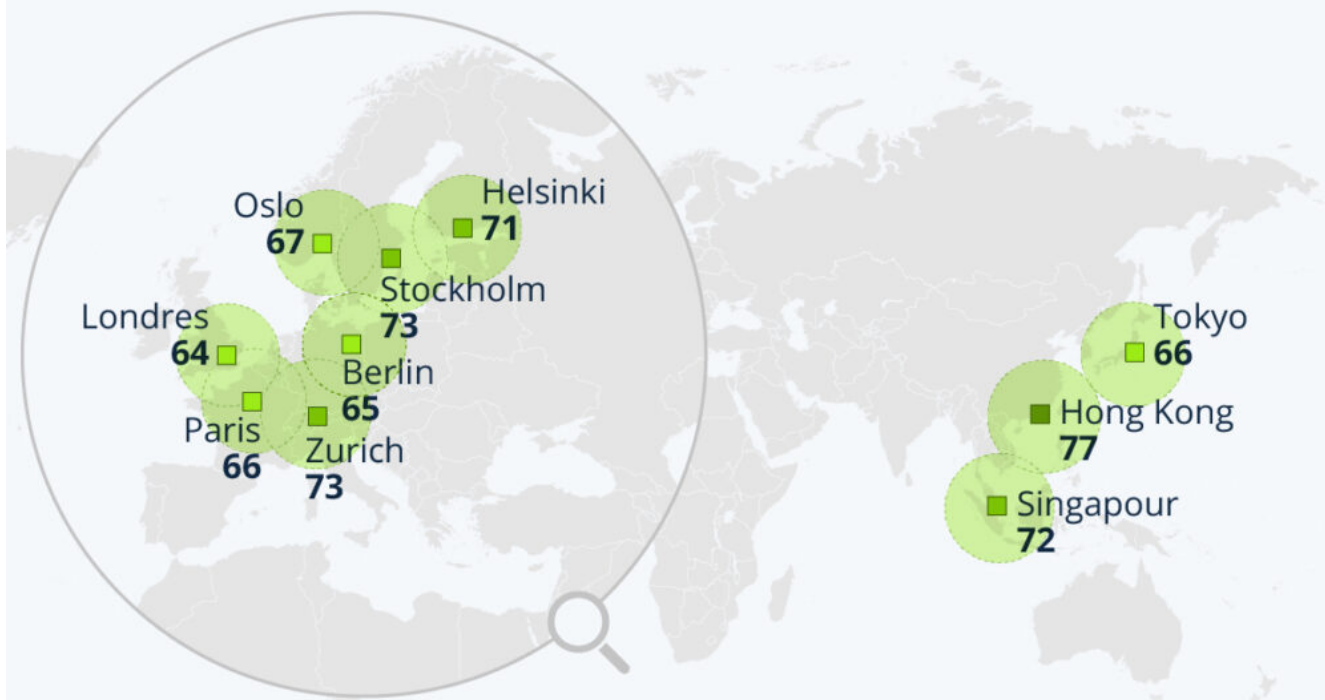 Oslo
67
Helsinki
71
Stockholm
73
Londres
64
Berlin
65
Paris
66
Zurich
73
Tokyo
66
Hong Kong
77
Singapour
72